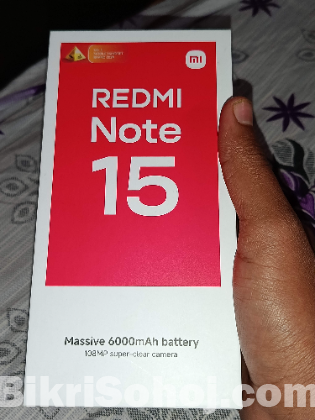 mi
REDMI
Note
15
Massive 6000mAh battery
108MP super-clear camera
BikriSohoj.com